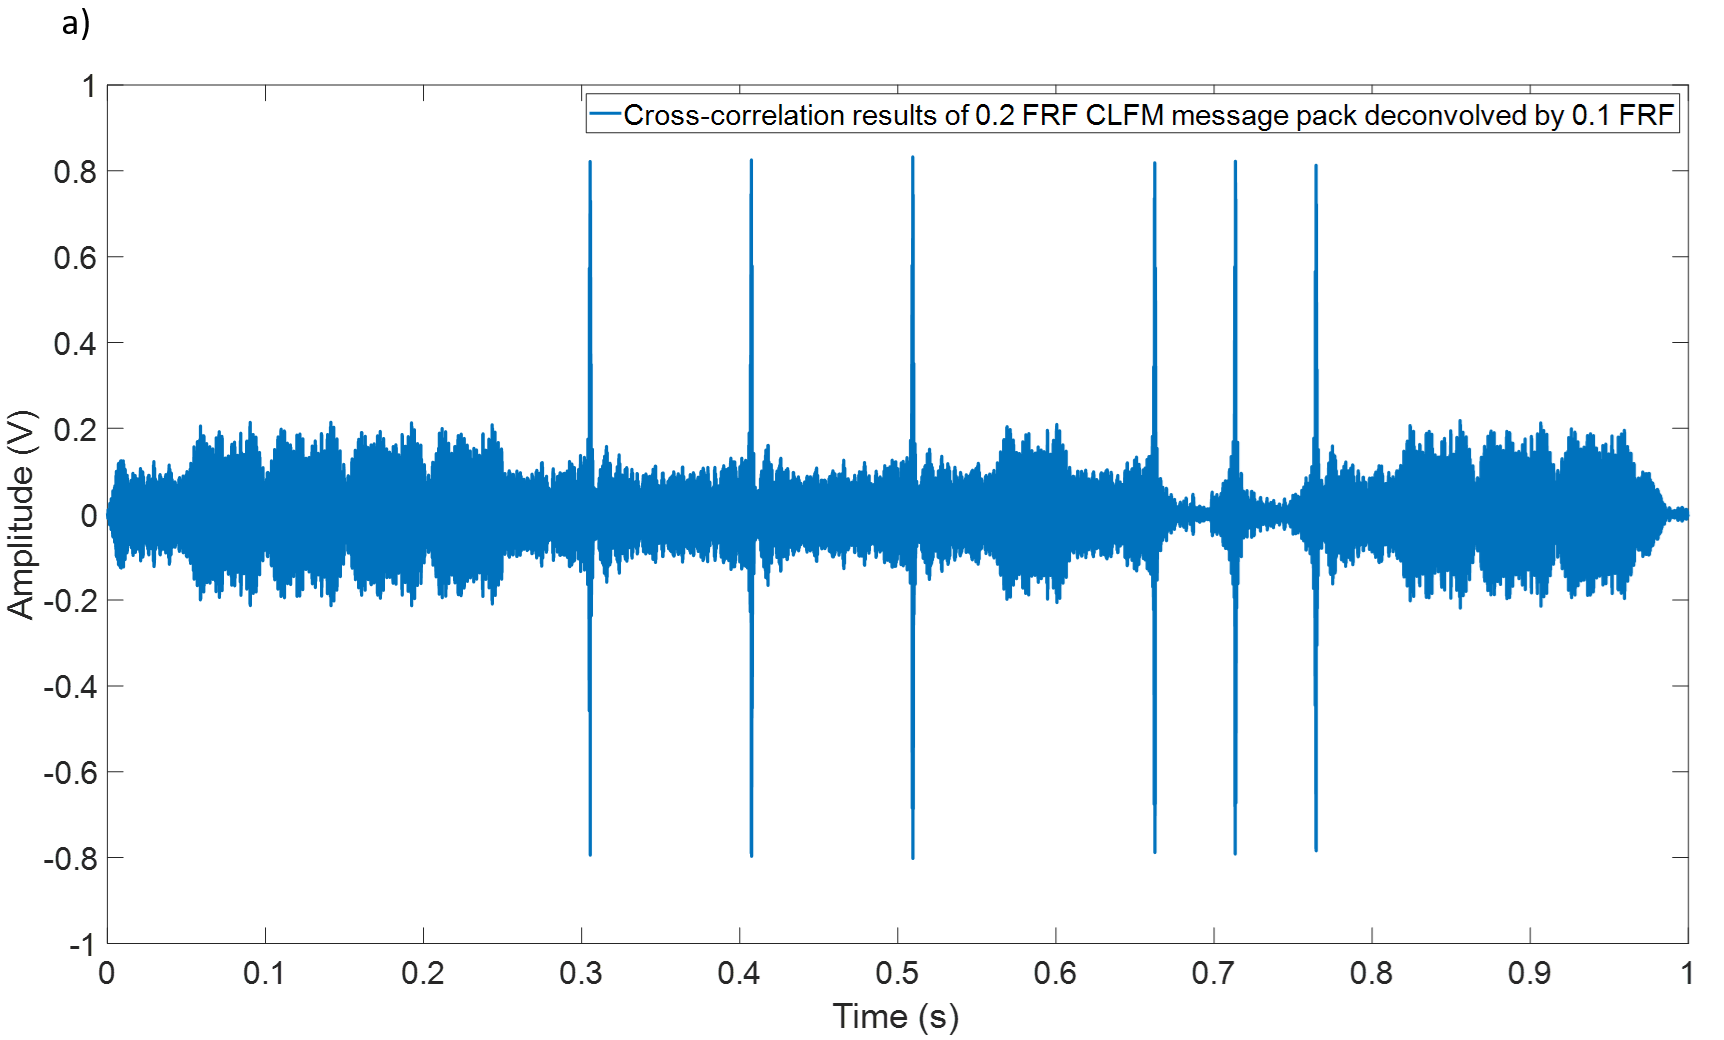 a)
Cross-correlation results of 0.2 FRF CLFM message pack deconvolved by 0.1 FRF
1
0.8
0.6
0.4
0.2
0
-0.2
-0.4
-0.6
-0.8
-1
Amplitude (V)
0 0.1 0.2 0.3 0.4 0.5 0.6 0.7 0.8 0.9 1
Time (s)